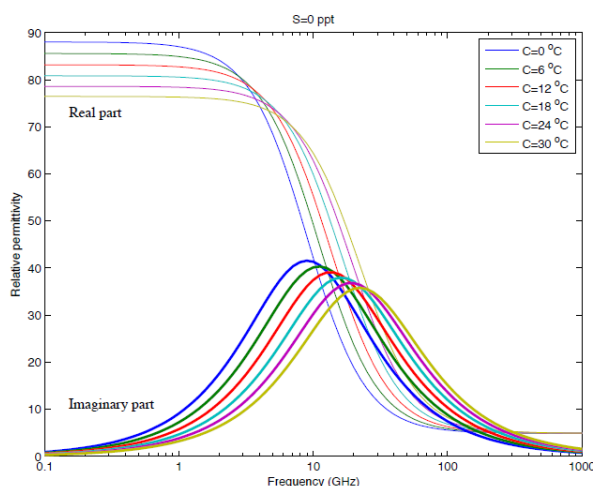 S=0 ppt
90
80
70
60
50
40
30
20
10
0
Relative permittivity
Real part
Imaginary part
C=0 °C
C=6 °C
C=12 °C
C=18 °C
C=24 °C
C=30 °C
0.1 1 10 100 1000
Frequency (GHz)